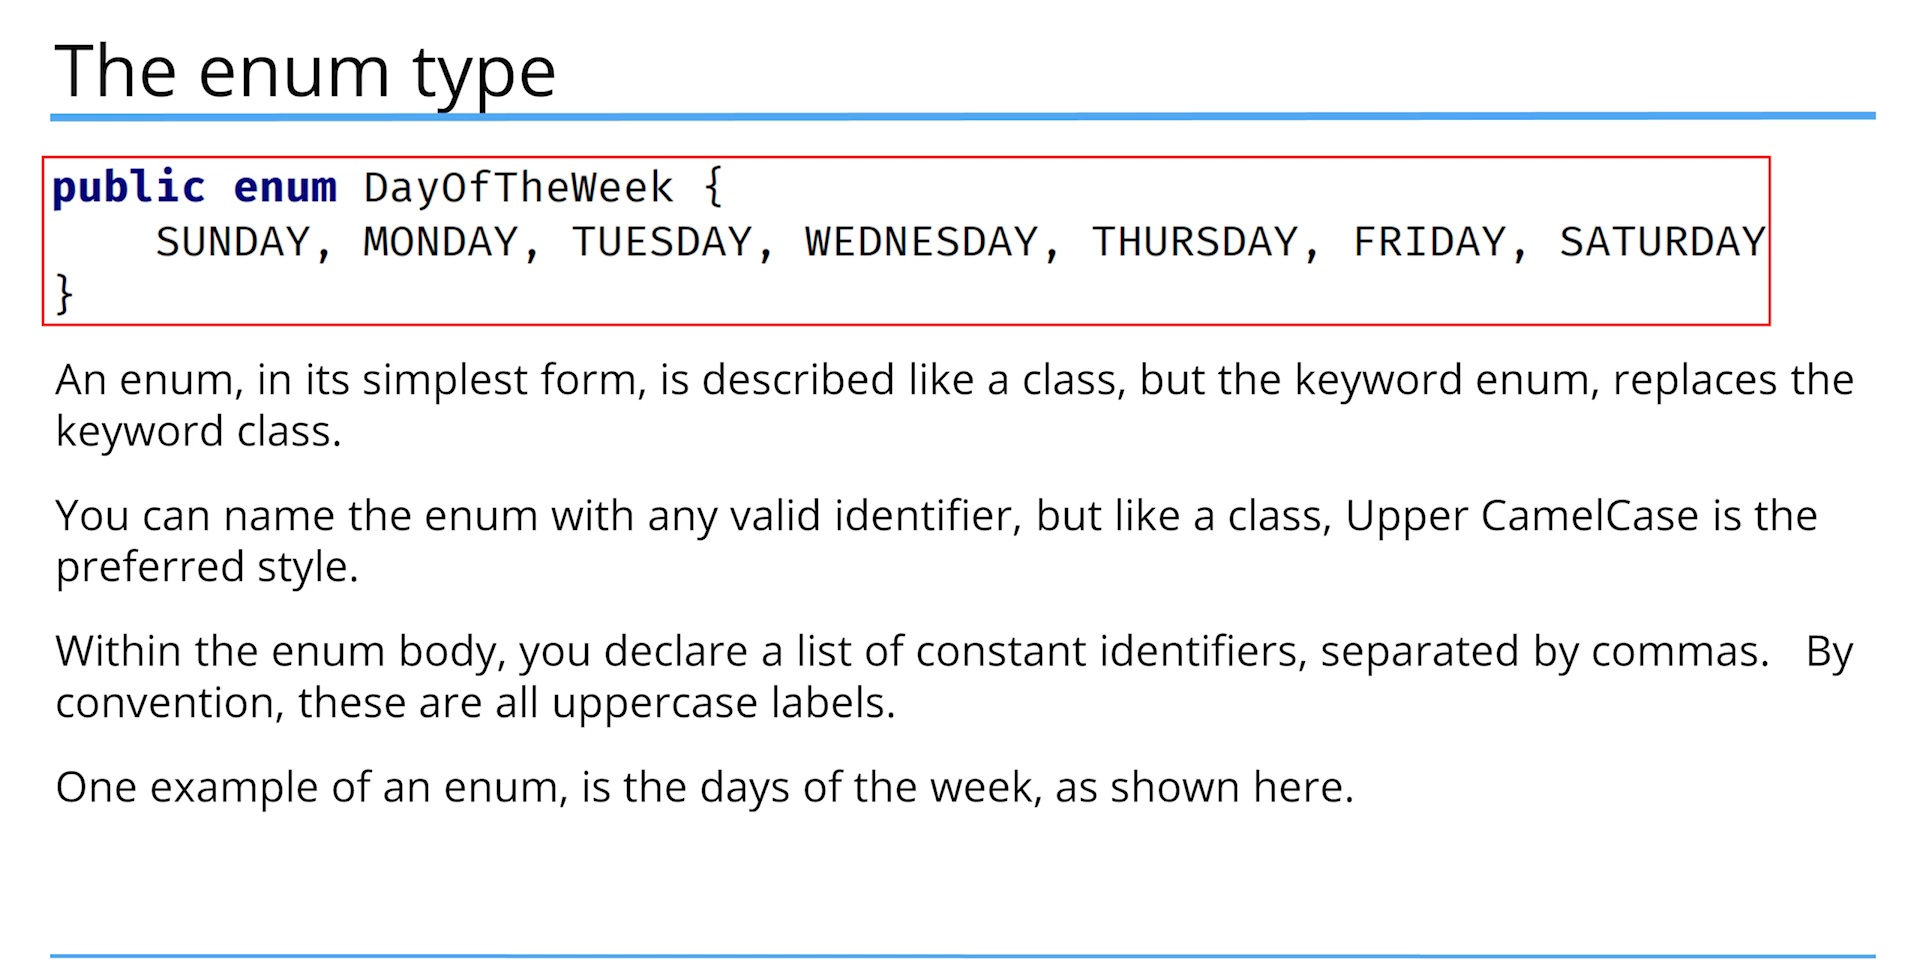 The enum type
public enum DayOfTheWeek {
    SUNDAY, MONDAY, TUESDAY, WEDNESDAY, THURSDAY, FRIDAY, SATURDAY
}
An enum, in its simplest form, is described like a class, but the keyword enum, replaces the
keyword class.
You can name the enum with any valid identifier, but like a class, Upper CamelCase is the
preferred style.
Within the enum body, you declare a list of constant identifiers, separated by commas.   By
convention, these are all uppercase labels.
One example of an enum, is the days of the week, as shown here.